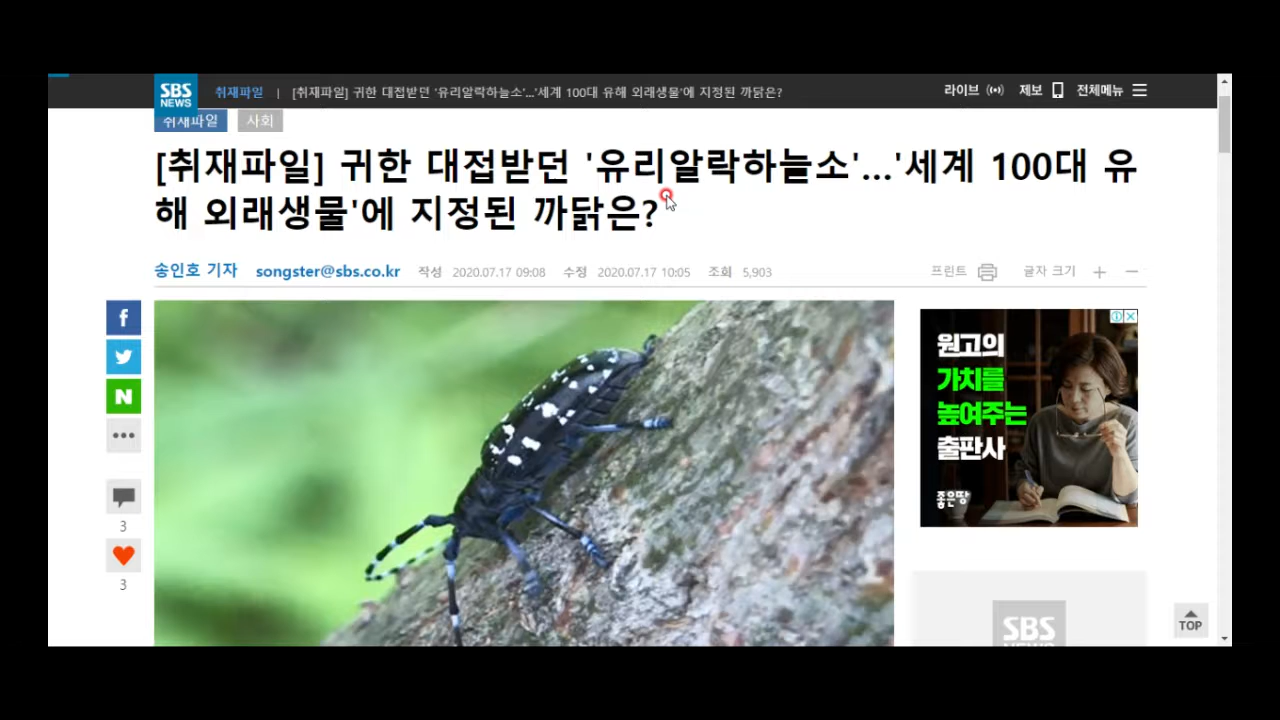 SBS
NEWS
취재파일 | [취재파일] 귀한 대접받던 '유리알락하늘소'...'세계 100대 유해 외래생물'에 지정된 까닭은?
라이브 제보 전체메뉴
취재파일 사회
[취재파일] 귀한 대접받던 '유리알락하늘소'...'세계 100대 유
해 외래생물'에 지정된 까닭은?
송인호 기자 songster@sbs.co.kr 작성 2020.07.17 09:08 수정 2020.07.17 10:05 조회 5,903
프린트 글자 크기 + −
f
N
3
3
원고의
가치를
높여주는
출판사
좋은땅
SBS
NEWS
TOP